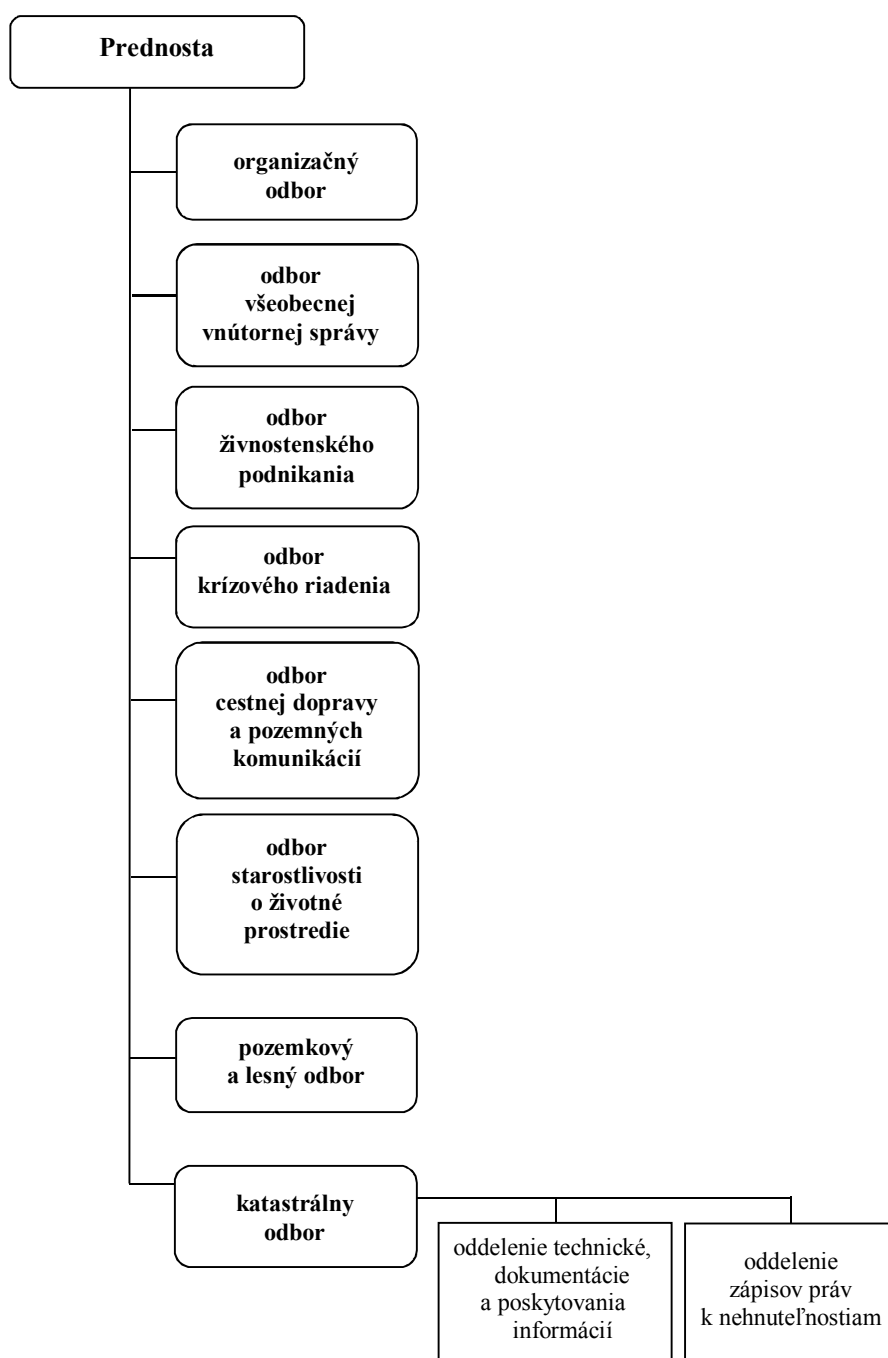 Prednosta
organizačný
odbor
odbor
všeobecnej
vnútornej správy
odbor
živnostenského
podnikania
odbor
krízového riadenia
odbor
cestnej dopravy
a pozemných
komunikácií
odbor
starostlivosti
o životné
prostredie
pozemkový
a lesný odbor
katastrálny
odbor
oddelenie technické,
dokumentácie
a poskytovania
informácií
oddelenie
zápisov práv
k nehnuteľnostiam